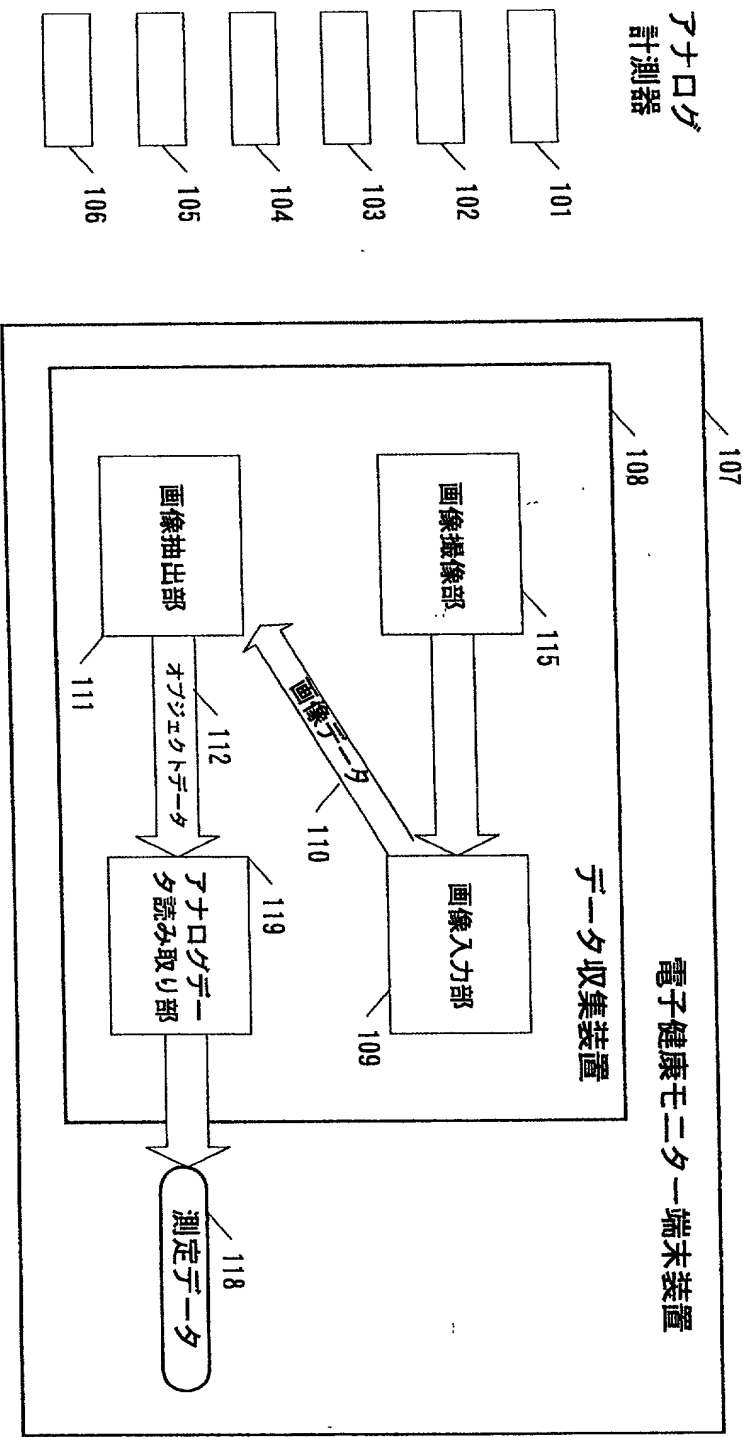 アナログ
計測器
101
102
103
104
105
106
107
電子健康モニター端末装置
108
データ収集装置
115
画像撮像部
画像入力部
109
画像データ
110
画像抽出部
111
オブジェクトデータ
112
119
アナログデー
タ読み取り部
118
測定データ